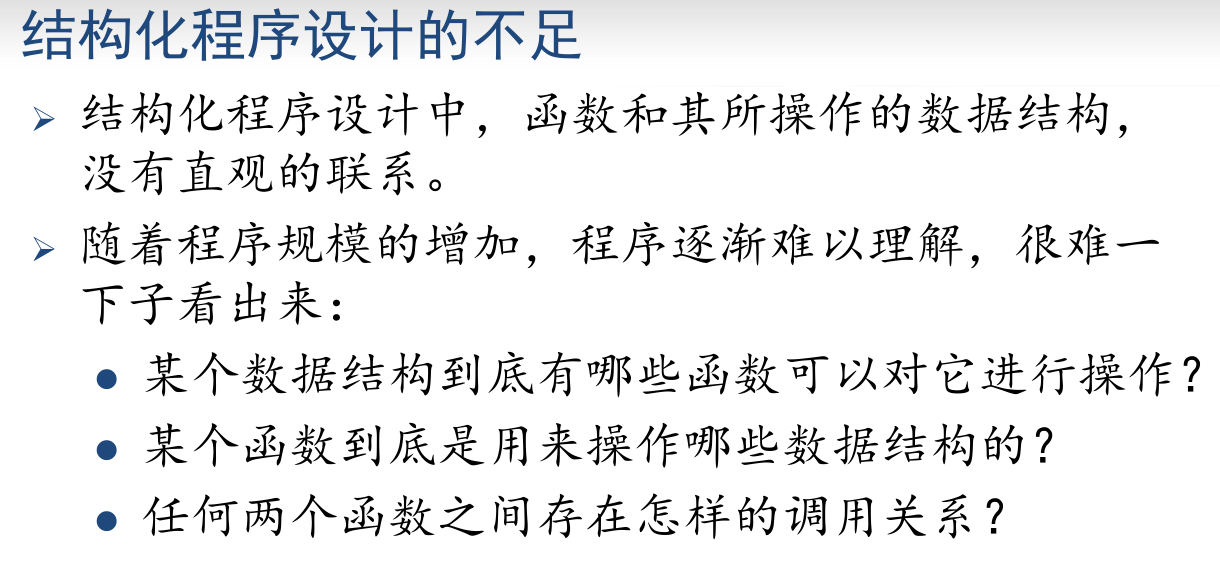 结构化程序设计的不足
结构化程序设计中，函数和其所操作的数据结构，
没有直观的联系。
随着程序规模的增加，程序逐渐难以理解，很难一
下子看出来：
某个数据结构到底有哪些函数可以对它进行操作？
某个函数到底是用来操作哪些数据结构的？
任何两个函数之间存在怎样的调用关系？